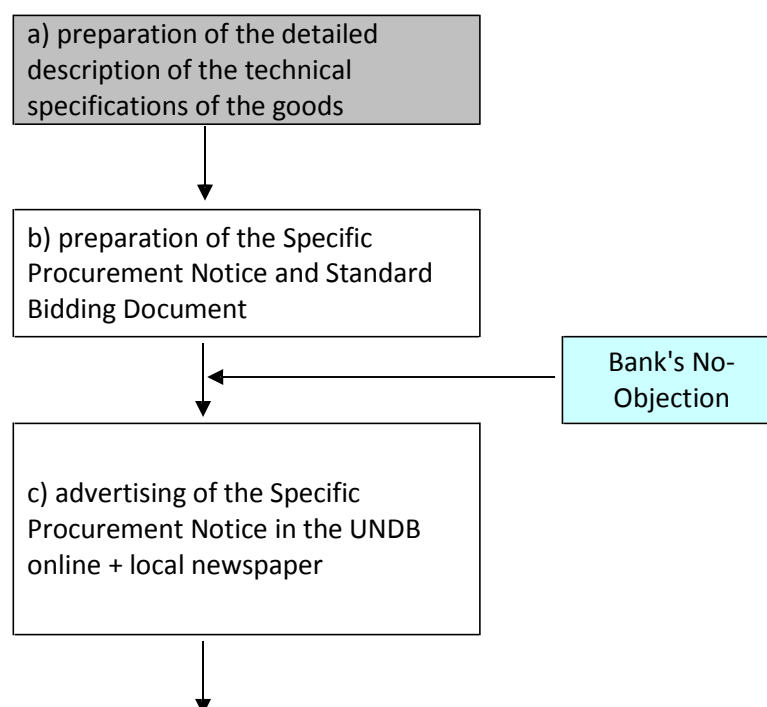 a) preparation of the detailed
description of the technical
specifications of the goods
b) preparation of the Specific
Procurement Notice and Standard
Bidding Document
Bank's No-
Objection
c) advertising of the Specific
Procurement Notice in the UNDB
online + local newspaper